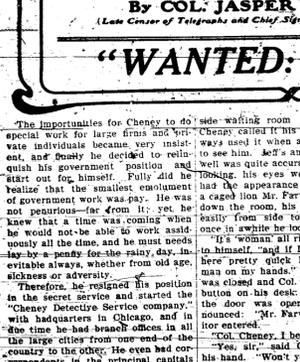 By COL. JASPER
(Late Censor of Telegraphs and Chief Sig
"WANTED:
The importunities for Cheney to do
special work for large firms and pri-
vate individuals became very insist-
ent, and finally he decided to relin-
quish his government position and
start out for himself. Fully did he
realize that the smallest emolument
of government work was pay. He was
not penurious—far from it; yet he
knew that a time was coming when
he would not be able to work assid-
uously all the time, and he must needs
lay by a penny for the rainy day, in-
evitable always, whether from old age,
sickness or adversity.
Therefore, he resigned his position
in the secret service and started the
"Cheney Detective Service company,"
with headquarters in Chicago, and in
due time he had branch offices in all
the large cities from one end of the
country to the other. He even had cor-
side waiting room
Cheney called it his
ways used it when a
to see him. Jeff's an
well was quite accura
looking, his eyes w
had the appearance
a caged lion Mr. Far
down the room, his
easily from side to
once in awhile he loo
"It's woman all ri
to himself, "and if I
here pretty quick I
man on my hands."
was closed and Col.
button on his desk.
the door was open
nounced: "Mr. Far
itor entered.
"Col. Cheney, I be
"Yes, sir," said
his hand. "Won't